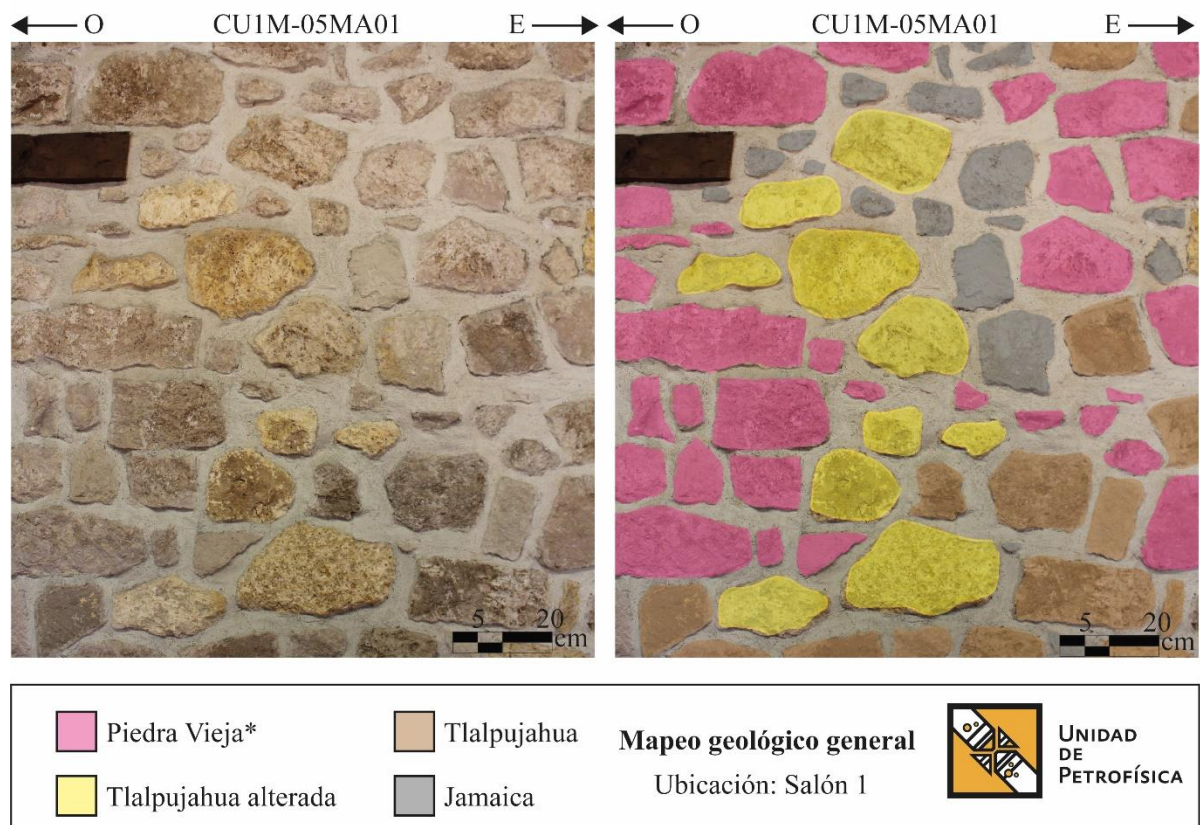 O CU1M-05MA01 E
O CU1M-05MA01 E
5 20
cm
5 20
cm
Piedra Vieja*
Tlalpujahua alterada
Tlalpujahua
Jamaica
Mapeo geológico general
Ubicación: Salón 1
UNIDAD
DE
PETROFÍSICA